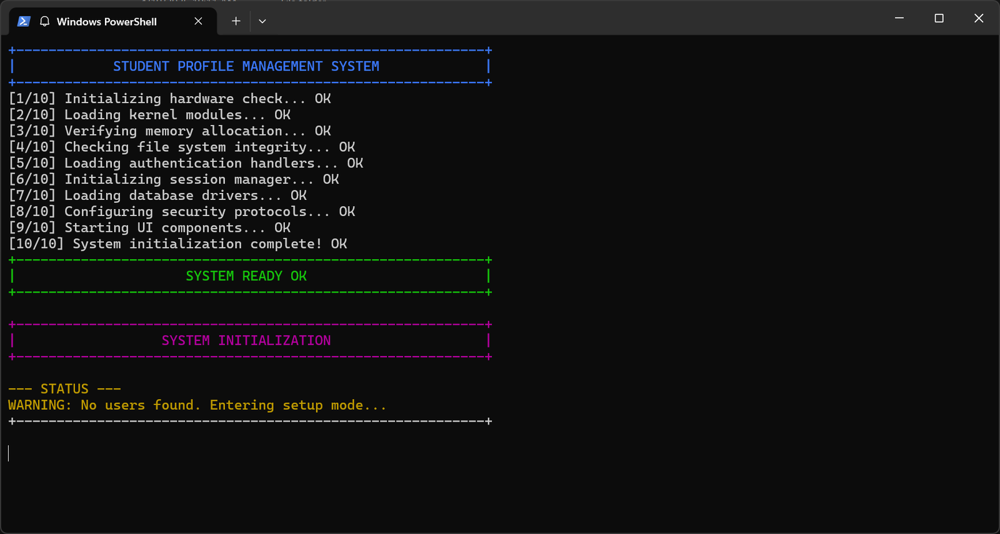 Windows PowerShell
+----------------------------------------------------------+
| STUDENT PROFILE MANAGEMENT SYSTEM |
+----------------------------------------------------------+
[1/10] Initializing hardware check... OK
[2/10] Loading kernel modules... OK
[3/10] Verifying memory allocation... OK
[4/10] Checking file system integrity... OK
[5/10] Loading authentication handlers... OK
[6/10] Initializing session manager... OK
[7/10] Loading database drivers... OK
[8/10] Configuring security protocols... OK
[9/10] Starting UI components... OK
[10/10] System initialization complete! OK
+----------------------------------------------------------+
| SYSTEM READY OK |
+----------------------------------------------------------+
+----------------------------------------------------------+
| SYSTEM INITIALIZATION |
+----------------------------------------------------------+
--- STATUS ---
WARNING: No users found. Entering setup mode...
+----------------------------------------------------------+